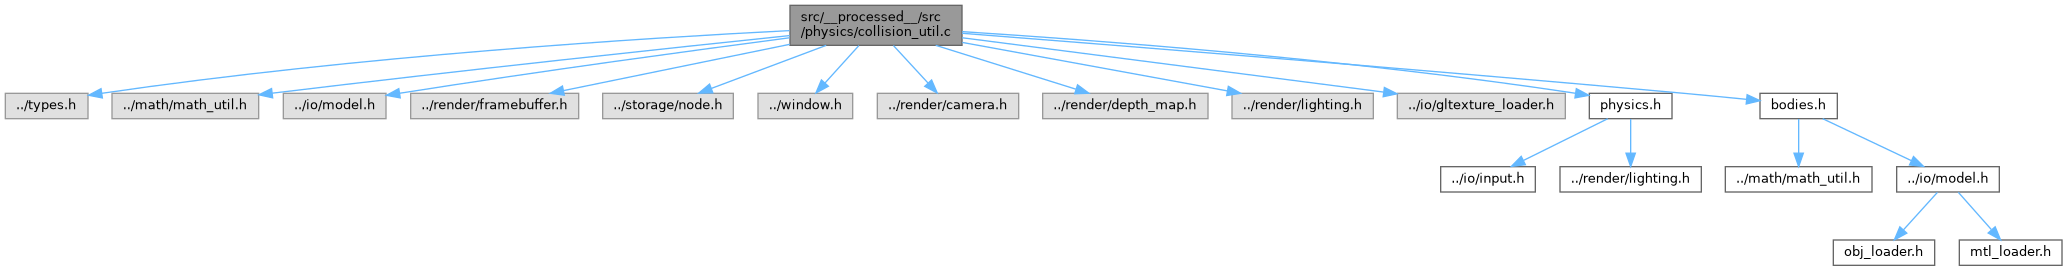 src/__processed__/src
/physics/collision_util.c
../types.h
../math/math_util.h
../io/model.h
../render/framebuffer.h
../storage/node.h
../window.h
../render/camera.h
../render/depth_map.h
../render/lighting.h
../io/gltexture_loader.h
physics.h
bodies.h
../io/input.h
../render/lighting.h
../math/math_util.h
../io/model.h
obj_loader.h
mtl_loader.h